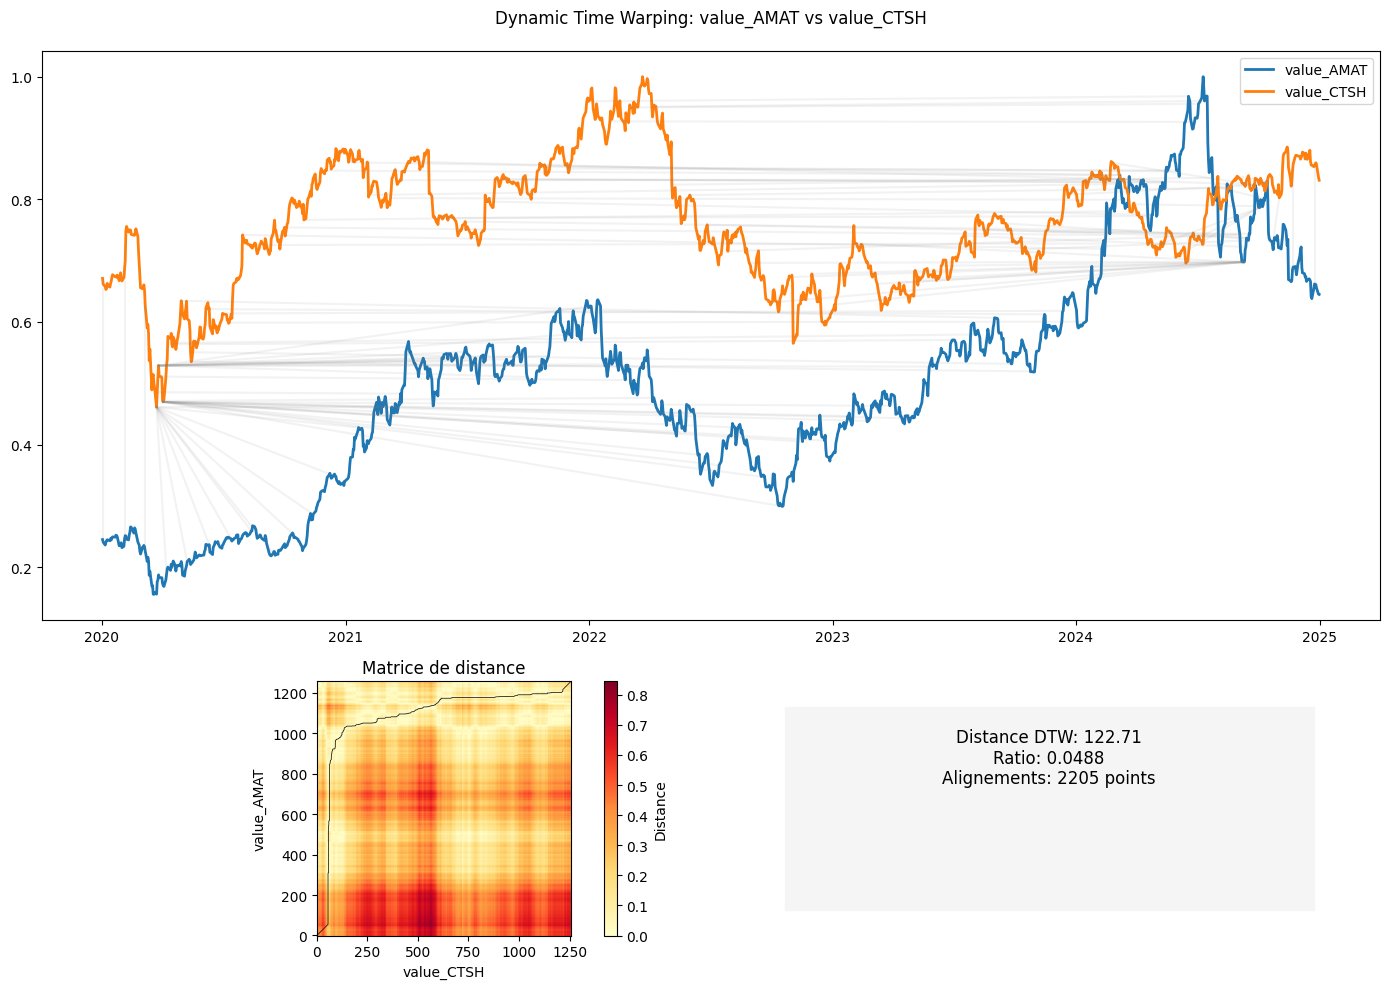 Dynamic Time Warping: value_AMAT vs value_CTSH
value_AMAT
value_CTSH
1.0
0.8
0.6
0.4
0.2
2020 2021 2022 2023 2024 2025
Matrice de distance
1200
1000
800
600
400
200
0
value_AMAT
0 250 500 750 1000 1250
value_CTSH
0.8
0.7
0.6
0.5
0.4
0.3
0.2
0.1
0.0
Distance
Distance DTW: 122.71
Ratio: 0.0488
Alignements: 2205 points